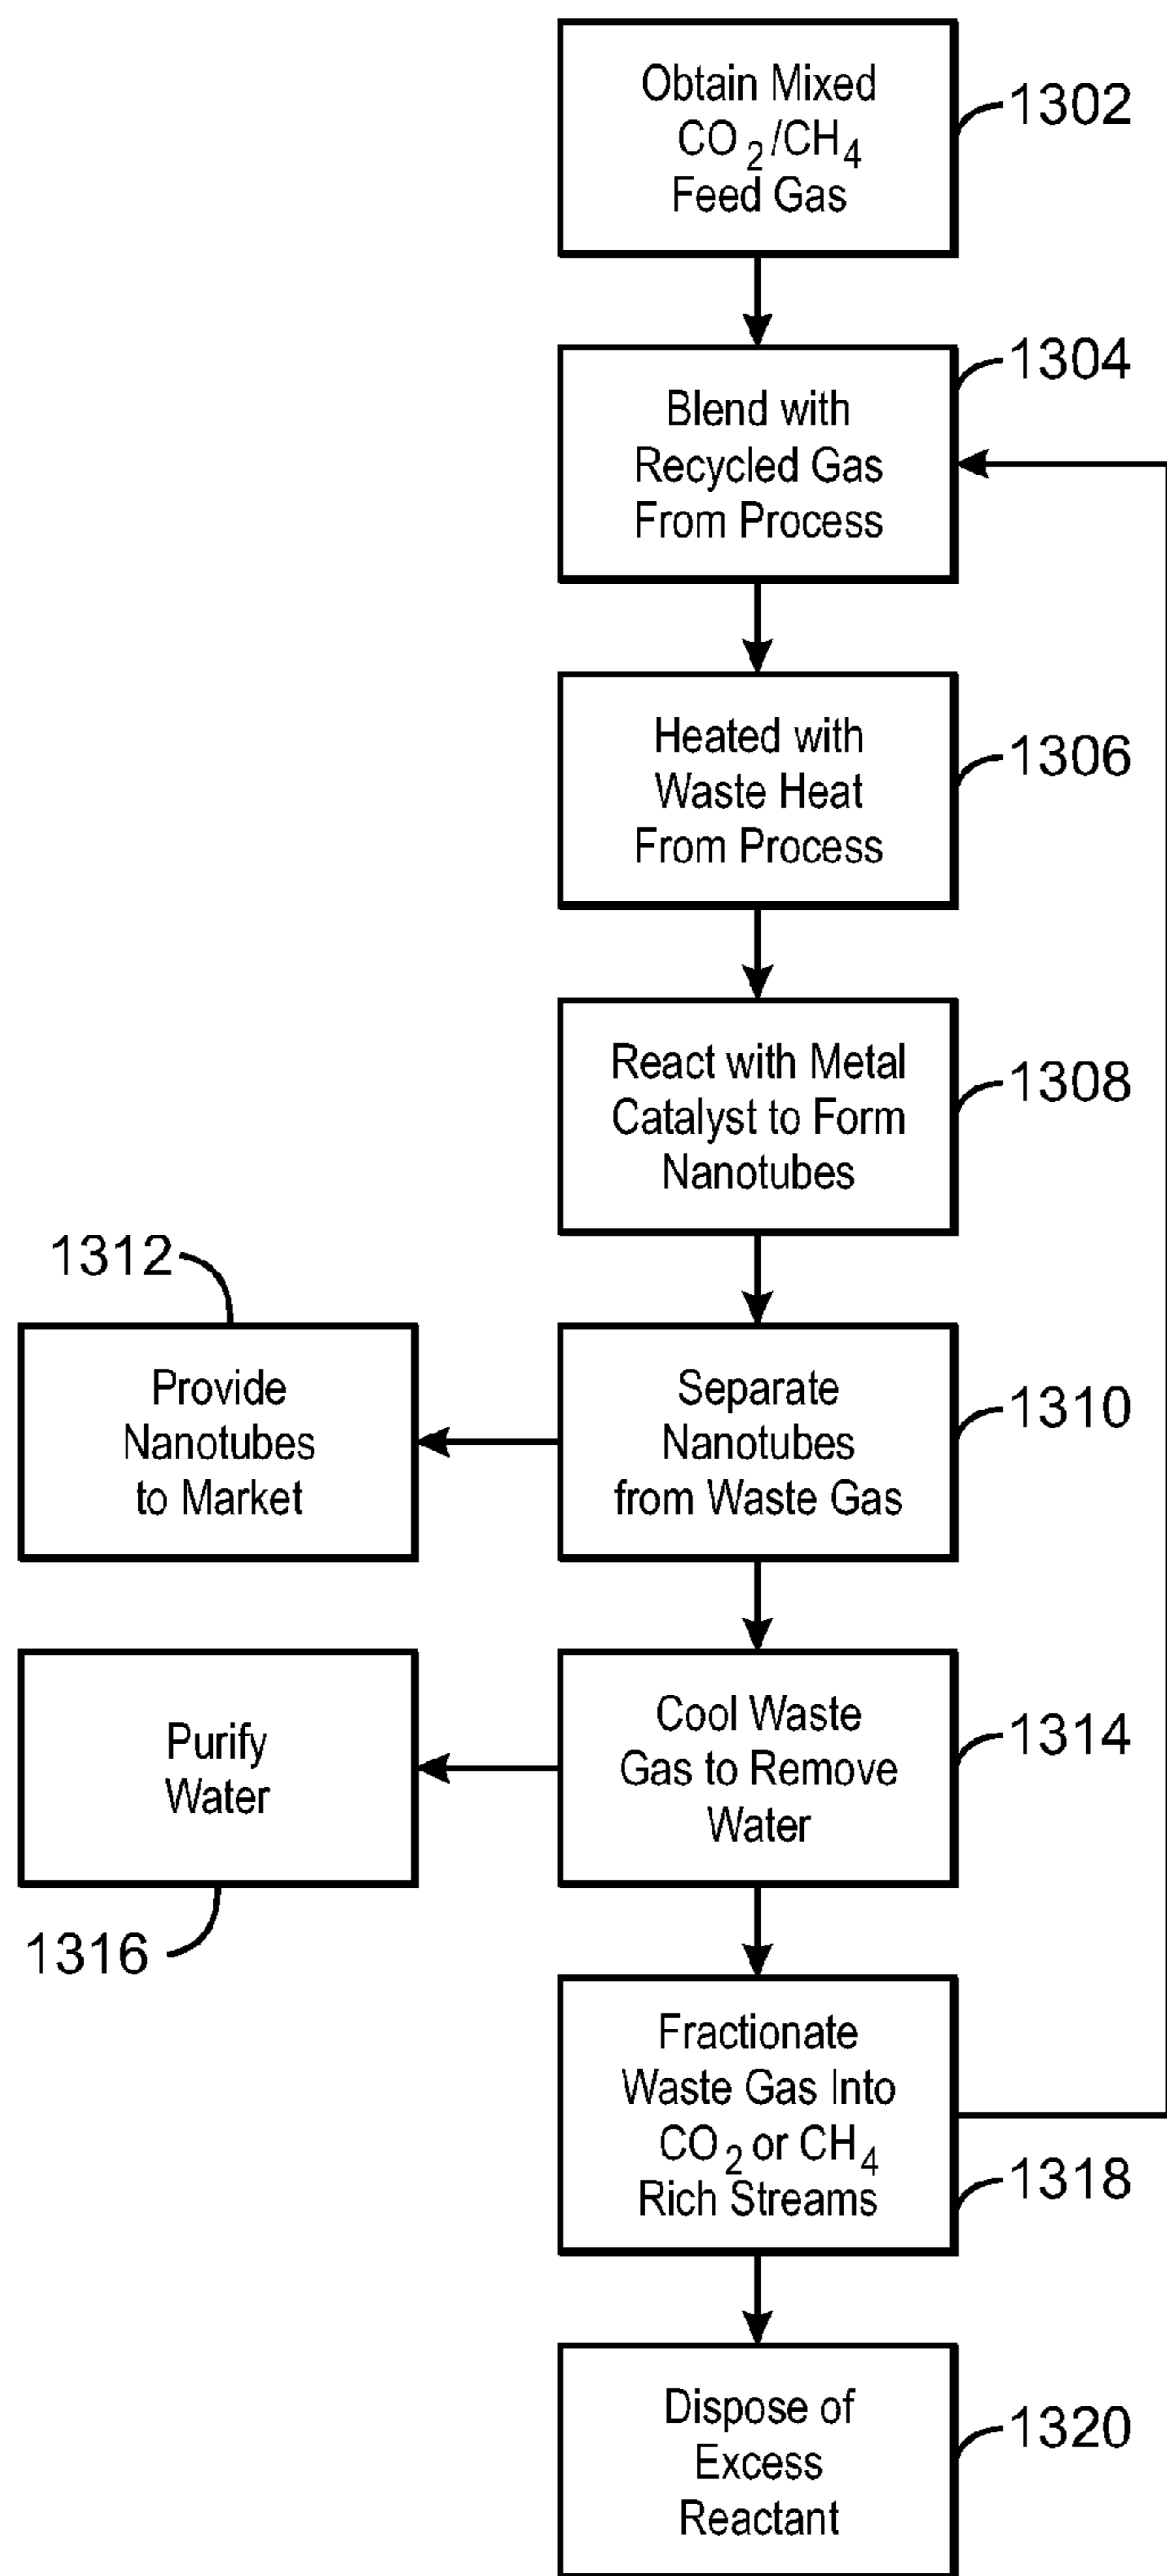 Obtain Mixed
CO2/CH4
Feed Gas
1302
Blend with
Recycled Gas
From Process
1304
Heated with
Waste Heat
From Process
1306
React with Metal
Catalyst to Form
Nanotubes
1308
1312
Provide
Nanotubes
to Market
Separate
Nanotubes
from Waste Gas
1310
Purify
Water
1316
Cool Waste
Gas to Remove
Water
1314
Fractionate
Waste Gas Into
CO2 or CH4
Rich Streams
1318
Dispose of
Excess
Reactant
1320